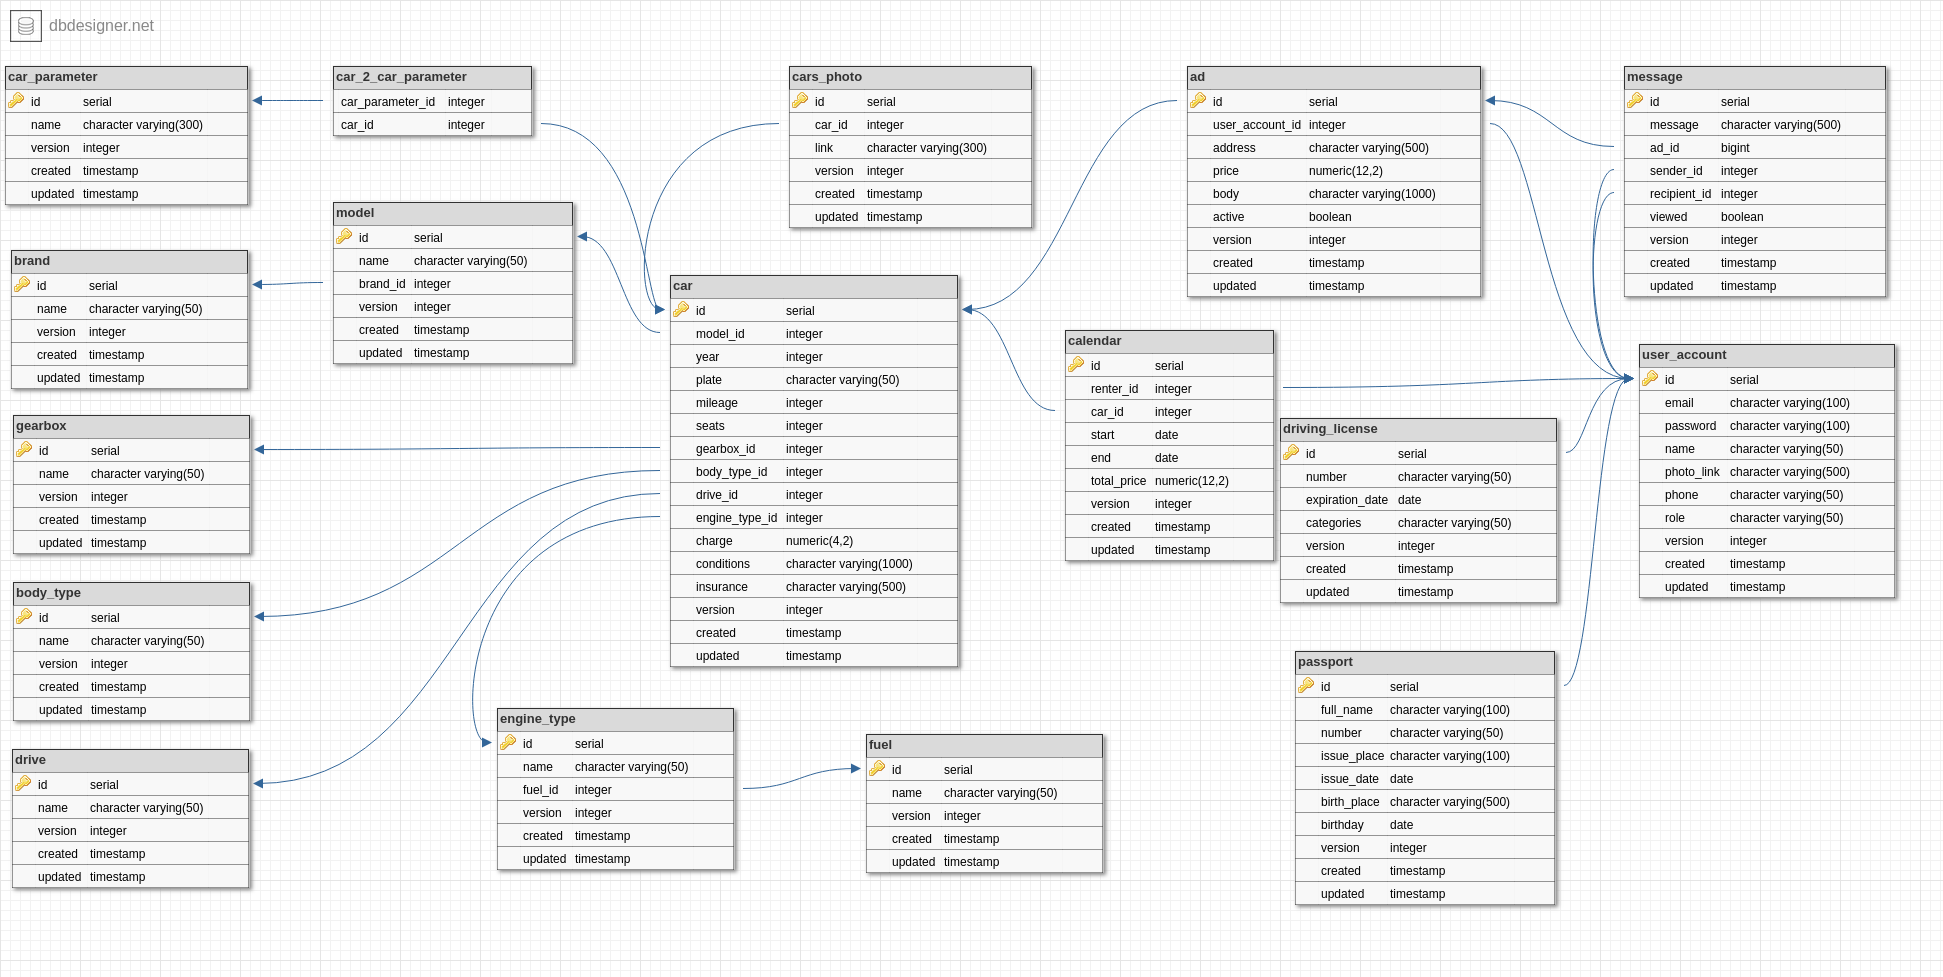 dbdesigner.net
car_parameter
id serial
name character varying(300)
version integer
created timestamp
updated timestamp
car_2_car_parameter
car_parameter_id integer
car_id integer
cars_photo
id serial
car_id integer
link character varying(300)
version integer
created timestamp
updated timestamp
ad
id serial
user_account_id integer
address character varying(500)
price numeric(12,2)
body character varying(1000)
active boolean
version integer
created timestamp
updated timestamp
message
id serial
message character varying(500)
ad_id bigint
sender_id integer
recipient_id integer
viewed boolean
version integer
created timestamp
updated timestamp
model
id serial
name character varying(50)
brand_id integer
version integer
created timestamp
updated timestamp
brand
id serial
name character varying(50)
version integer
created timestamp
updated timestamp
car
id serial
model_id integer
year integer
plate character varying(50)
mileage integer
seats integer
gearbox_id integer
body_type_id integer
drive_id integer
engine_type_id integer
charge numeric(4,2)
conditions character varying(1000)
insurance character varying(500)
version integer
created timestamp
updated timestamp
calendar
id serial
renter_id integer
car_id integer
start date
end date
total_price numeric(12,2)
version integer
created timestamp
updated timestamp
user_account
id serial
email character varying(100)
password character varying(100)
name character varying(50)
photo_link character varying(500)
phone character varying(50)
role character varying(50)
version integer
created timestamp
updated timestamp
gearbox
id serial
name character varying(50)
version integer
created timestamp
updated timestamp
driving_license
id serial
number character varying(50)
expiration_date date
categories character varying(50)
version integer
created timestamp
updated timestamp
body_type
id serial
name character varying(50)
version integer
created timestamp
updated timestamp
passport
id serial
full_name character varying(100)
number character varying(50)
issue_place character varying(100)
issue_date date
birth_place character varying(500)
birthday date
version integer
created timestamp
updated timestamp
engine_type
id serial
name character varying(50)
fuel_id integer
version integer
created timestamp
updated timestamp
fuel
id serial
name character varying(50)
version integer
created timestamp
updated timestamp
drive
id serial
name character varying(50)
version integer
created timestamp
updated timestamp